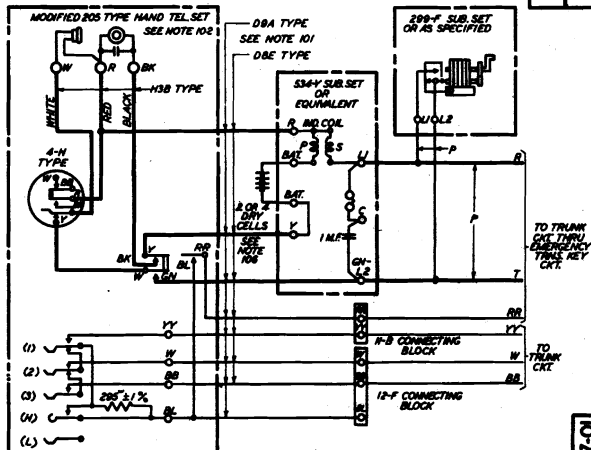 MODIFIED 205 TYPE HAND TEL. SET
SEE NOTE 102
W
R
BK
H3B TYPE
WHITE
RED
BLACK
4-H
TYPE
W
BB
Y
D9A TYPE
SEE NOTE 101
D8E TYPE
534-Y SUB. SET
OR
EQUIVALENT
R
IND. COIL
P
S
BAT.
L1
BAT.
2 OR 4
DRY
CELLS
SEE
NOTE
106
Y
C
1 M.F.
GN-
L2
299-F SUB. SET
OR AS SPECIFIED
L1
L2
P
R
P
T
TO TRUNK
CKT. THRU
EMERGENCY
TRANS. KEY
CKT.
Y
RR
BK
BL
W
GN
RR
YY
YY
11-B CONNECTING
BLOCK
W
W
TO
TRUNK
CKT.
BB
BB
12-F CONNECTING
BLOCK
BL
(1)
(2)
(3)
(H)
(L)
295ω ±1%